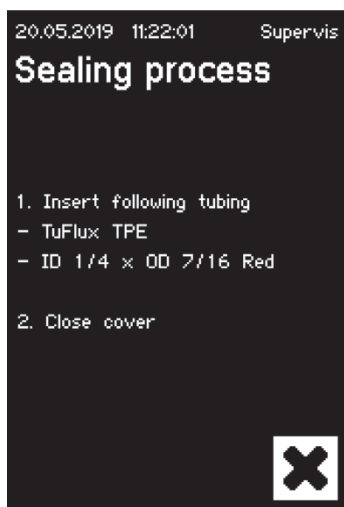 20.05.2019 11:22:01 Supervis
Sealing process
1. Insert following tubing
- TuFlux TPE
- ID 1/4 x OD 7/16 Red
2. Close cover